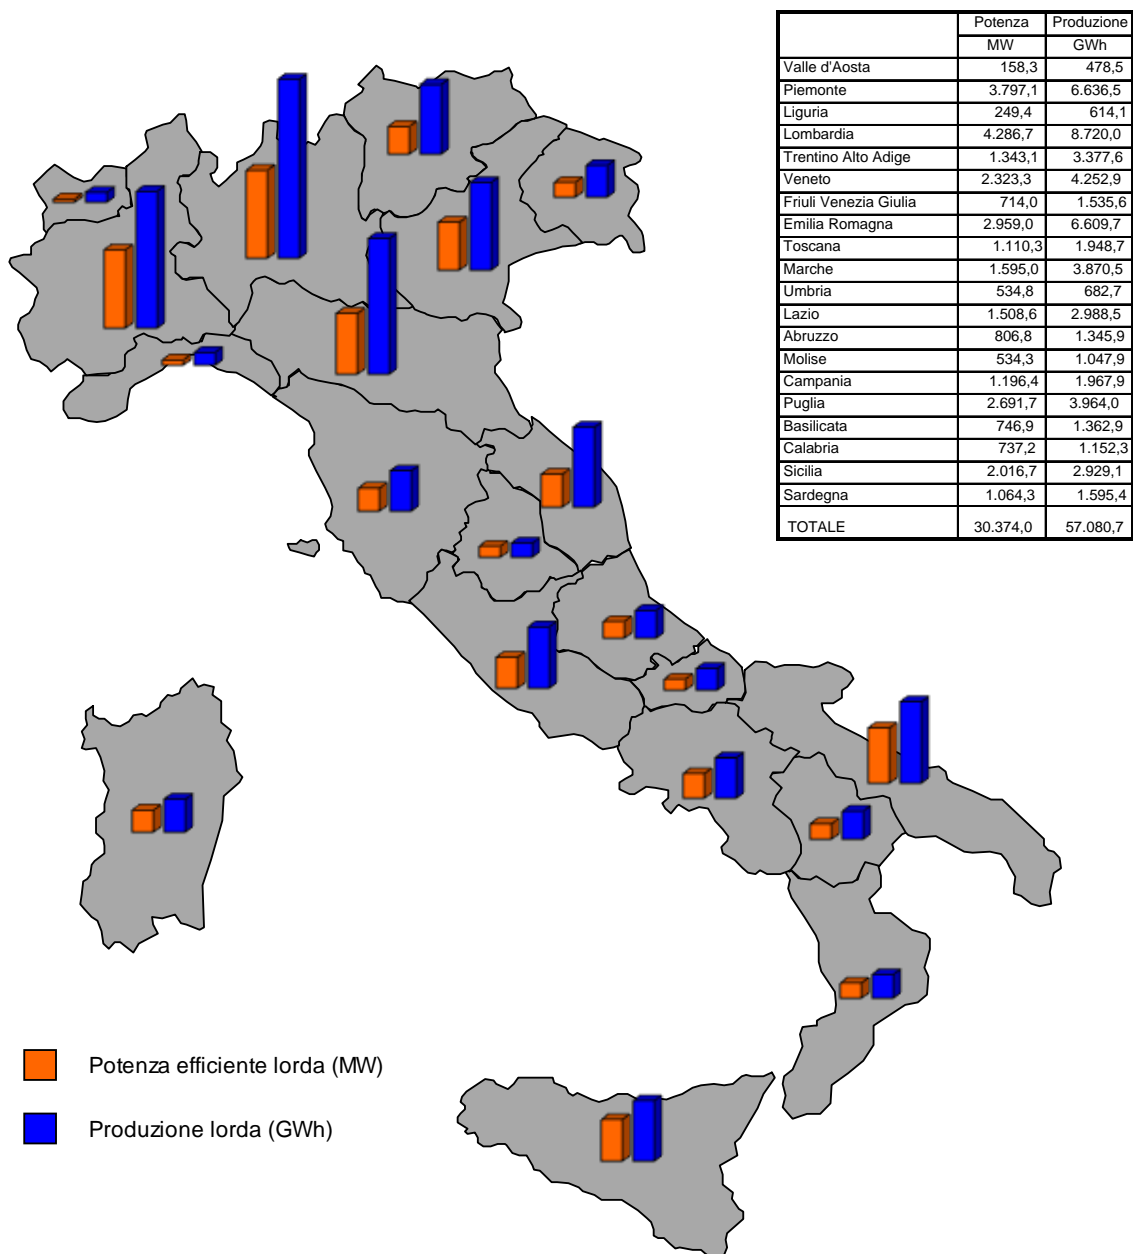 Potenza Produzione
MW GWh
Valle d'Aosta 158,3 478,5
Piemonte 3.797,1 6.636,5
Liguria 249,4 614,1
Lombardia 4.286,7 8.720,0
Trentino Alto Adige 1.343,1 3.377,6
Veneto 2.323,3 4.252,9
Friuli Venezia Giulia 714,0 1.535,6
Emilia Romagna 2.959,0 6.609,7
Toscana 1.110,3 1.948,7
Marche 1.595,0 3.870,5
Umbria 534,8 682,7
Lazio 1.508,6 2.988,5
Abruzzo 806,8 1.345,9
Molise 534,3 1.047,9
Campania 1.196,4 1.967,9
Puglia 2.691,7 3.964,0
Basilicata 746,9 1.362,9
Calabria 737,2 1.152,3
Sicilia 2.016,7 2.929,1
Sardegna 1.064,3 1.595,4
TOTALE 30.374,0 57.080,7
Potenza efficiente lorda (MW)
Produzione lorda (GWh)